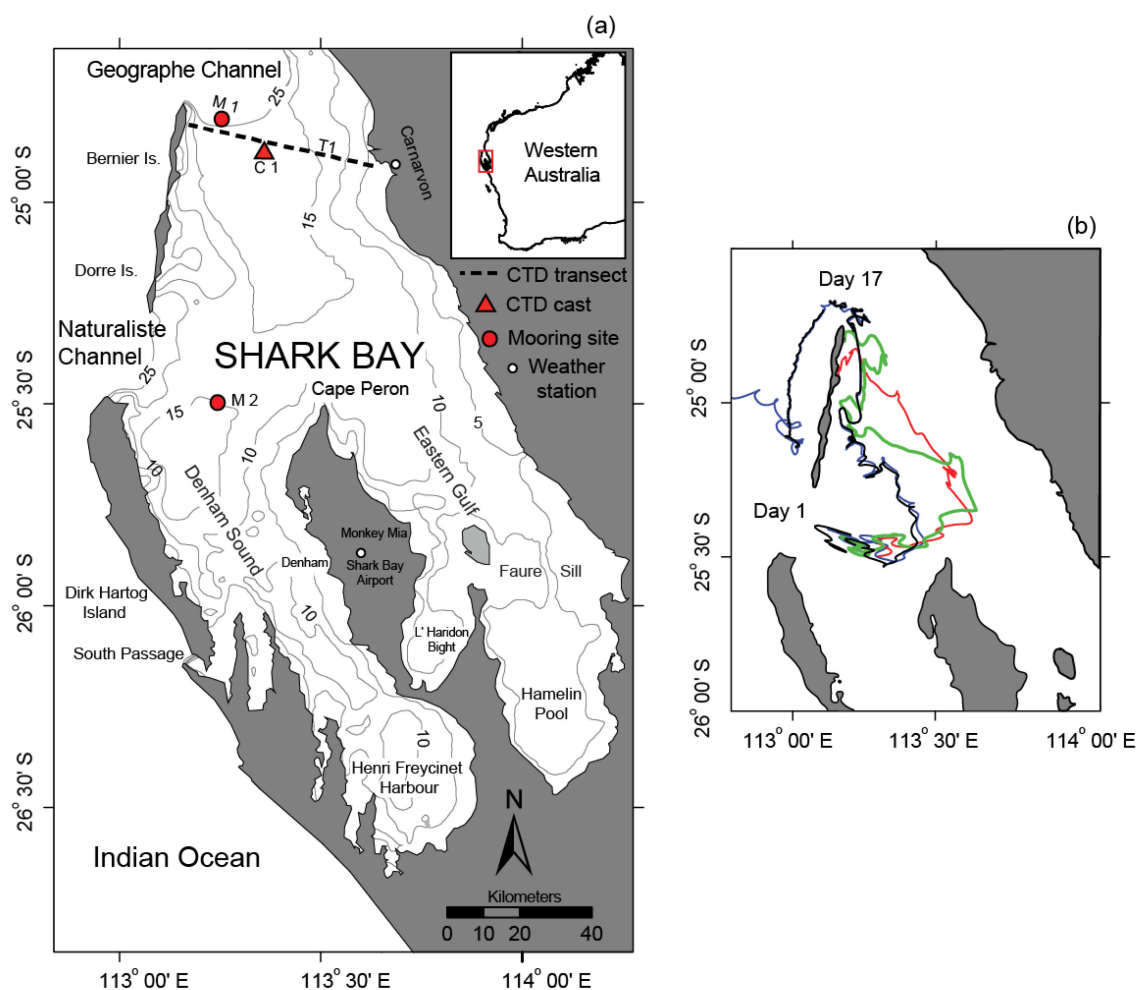 (a)
Geographe Channel
M 1
25
T1
C 1
Bernier Is.
Carnarvon
Western
Australia
25° 00' S
15
Dorre Is.
CTD transect
CTD cast
Mooring site
Weather
station
Naturaliste
Channel
25
SHARK BAY
Cape Peron
25° 30' S
15
M 2
10
10
10
5
Denham Sound
Eastern Gulf
Monkey Mia
Shark Bay
Airport
Denham
Faure
Sill
26° 00' S
Dirk Hartog
Island
10
L' Haridon
Bight
South Passage
Hamelin
Pool
10
Henri Freycinet
Harbour
26° 30' S
N
Indian Ocean
Kilometers
0
10
20
40
113° 00' E
113° 30' E
114° 00' E
(b)
Day 17
25° 00' S
Day 1
25° 30' S
26° 00' S
113° 00' E
113° 30' E
114° 00' E